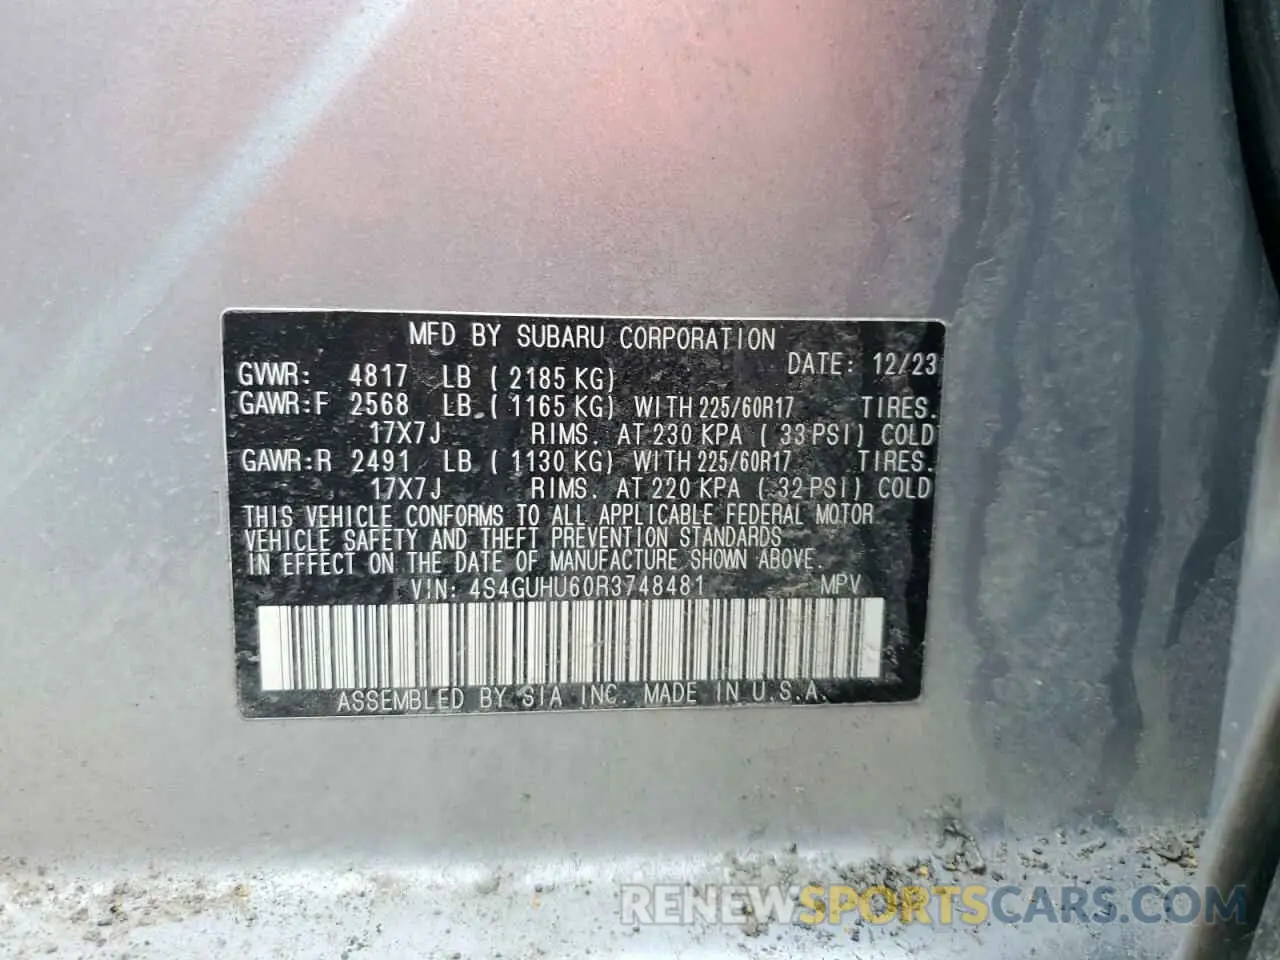 MFD BY SUBARU CORPORATION
DATE: 12/23
GVWR: 4817 LB ( 2185 KG)
GAWR:F 2568 LB ( 1165 KG) WITH 225/60R17 TIRES.
17X7J RIMS. AT 230 KPA ( 33 PSI) COLD
GAWR:R 2491 LB ( 1130 KG) WITH 225/60R17 TIRES.
17X7J RIMS. AT 220 KPA ( 32 PSI) COLD
THIS VEHICLE CONFORMS TO ALL APPLICABLE FEDERAL MOTOR
VEHICLE SAFETY AND THEFT PREVENTION STANDARDS
IN EFFECT ON THE DATE OF MANUFACTURE SHOWN ABOVE.
VIN: 4S4GUHU60R3748481 MPV
ASSEMBLED BY SIA INC. MADE IN U.S.A.
RENEWSPORTSCARS.COM